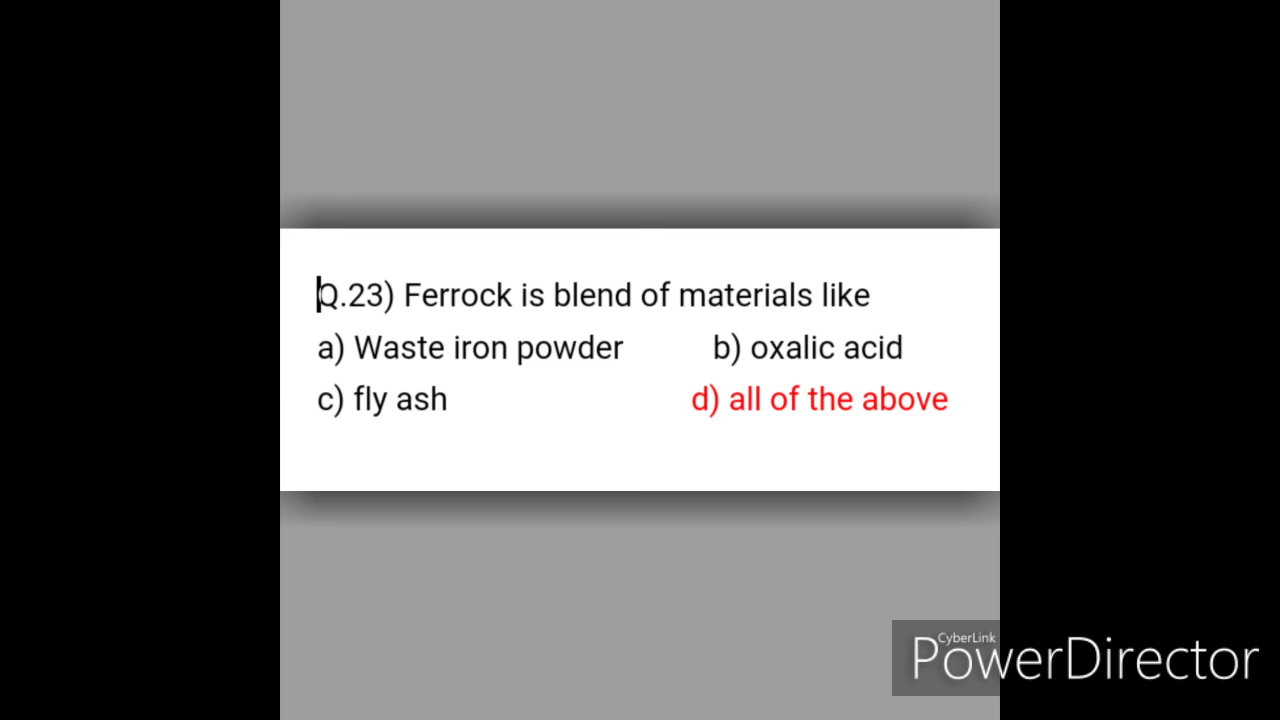 Q.23) Ferrock is blend of materials like
a) Waste iron powder b) oxalic acid
c) fly ash d) all of the above
CyberLink
PowerDirector